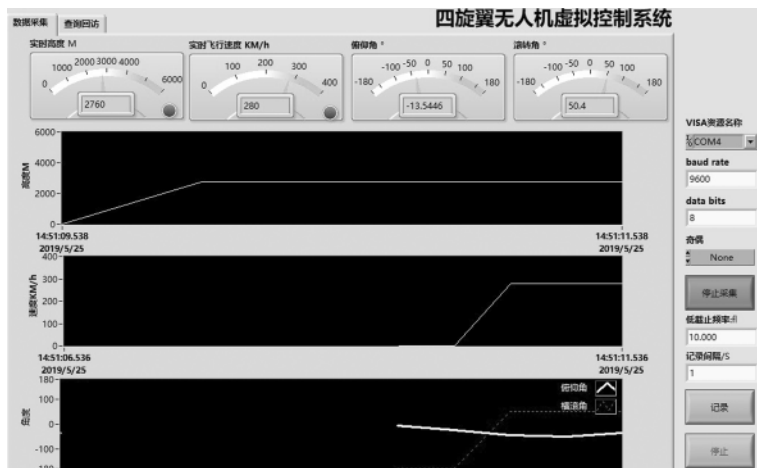 四旋翼无人机虚拟控制系统
数据采集
查询回访
实时高度 M
0
1000
2000
3000
4000
6000
2760
实时飞行速度 KM/h
0
100
200
300
400
280
俯仰角 °
-180
-100
-50
0
50
100
180
-13.5446
滚转角 °
-180
-100
-50
0
50
100
180
50.4
高度M
6000
4000
2000
0
14:51:09.538
2019/5/25
14:51:11.538
2019/5/25
速度KM/h
400
300
200
100
0
14:51:06.536
2019/5/25
14:51:11.536
2019/5/25
角度
180
100
0
-100
-180
俯仰角
横滚角
VISA资源名称
COM4
baud rate
9600
data bits
8
奇偶
None
停止采集
低截止频率:fl
10.000
记录间隔/S
1
记录
停止